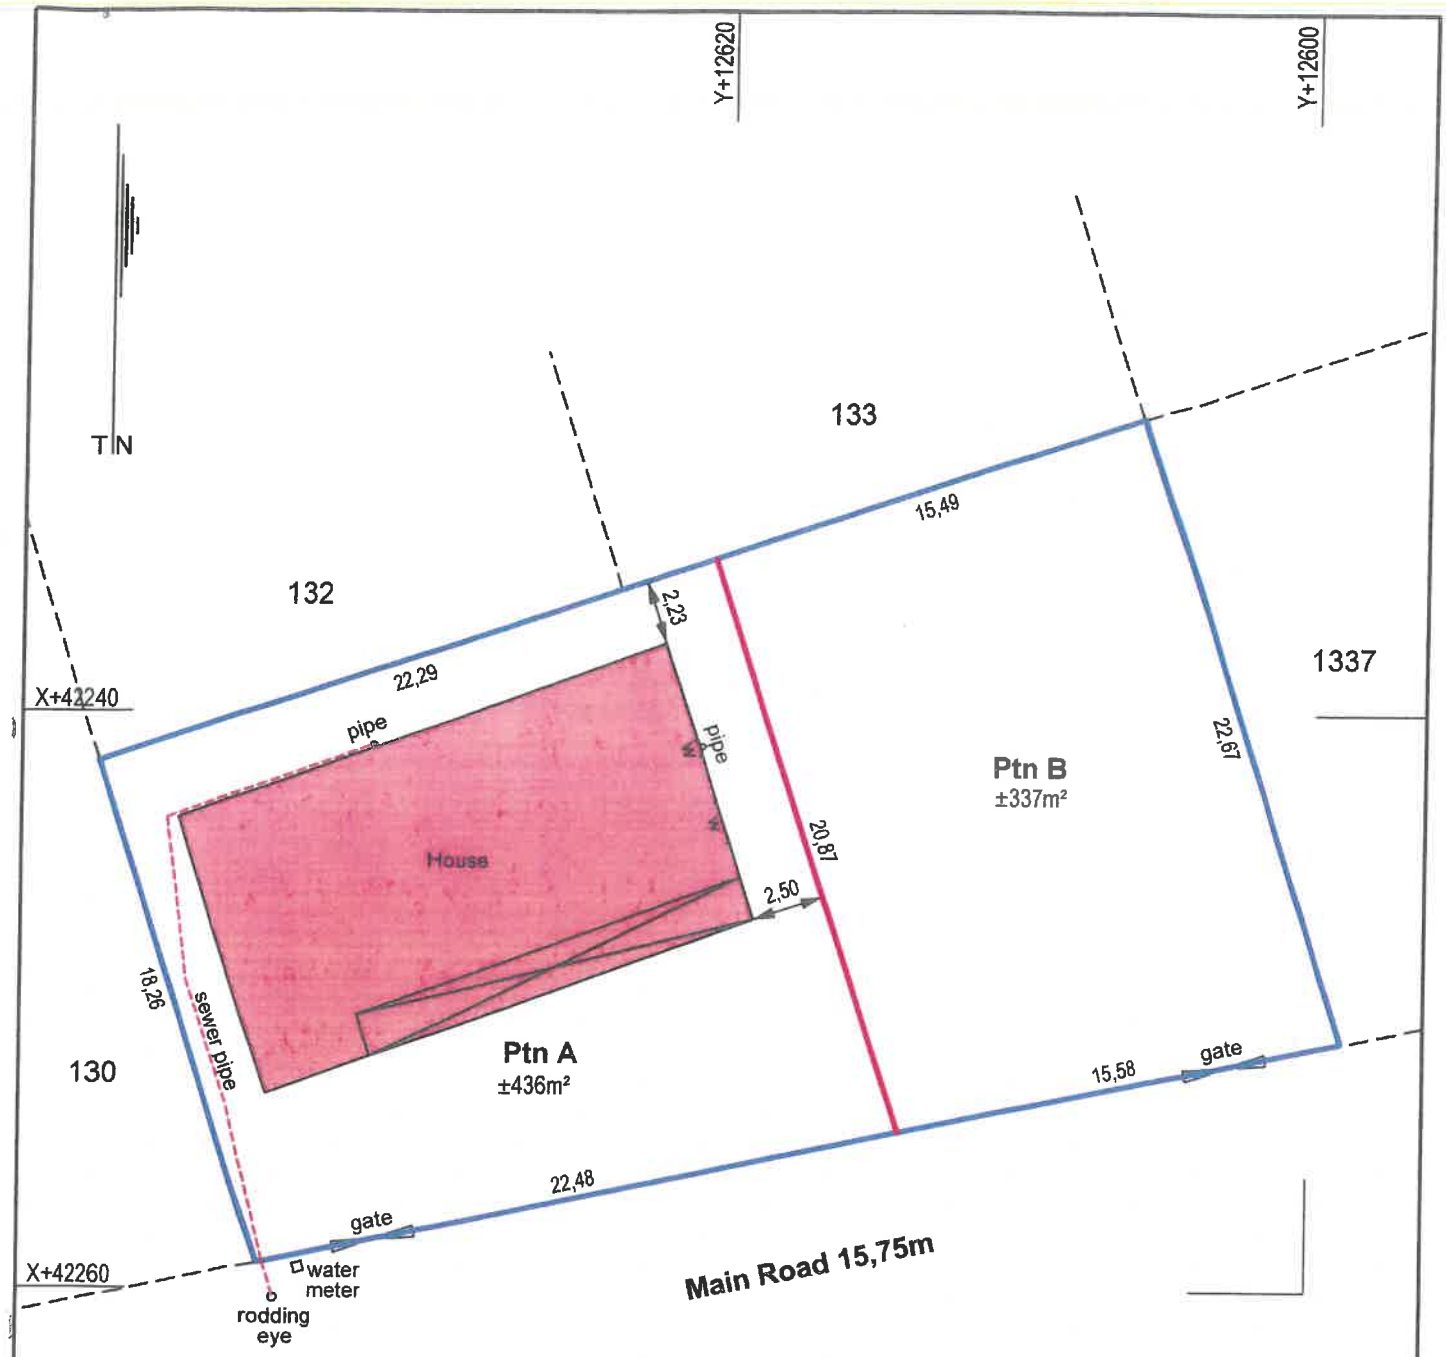 Y+12620
Y+12600
T N
133
15,49
132
2,23
1337
22,29
X+42240
pipe
pipe
W
22,67
Ptn B
±337m²
W
20,87
House
2,50
18,26
sewer pipe
Ptn A
±436m²
130
gate
15,58
22,48
gate
Main Road 15,75m
X+42260
water
meter
rodding
eye